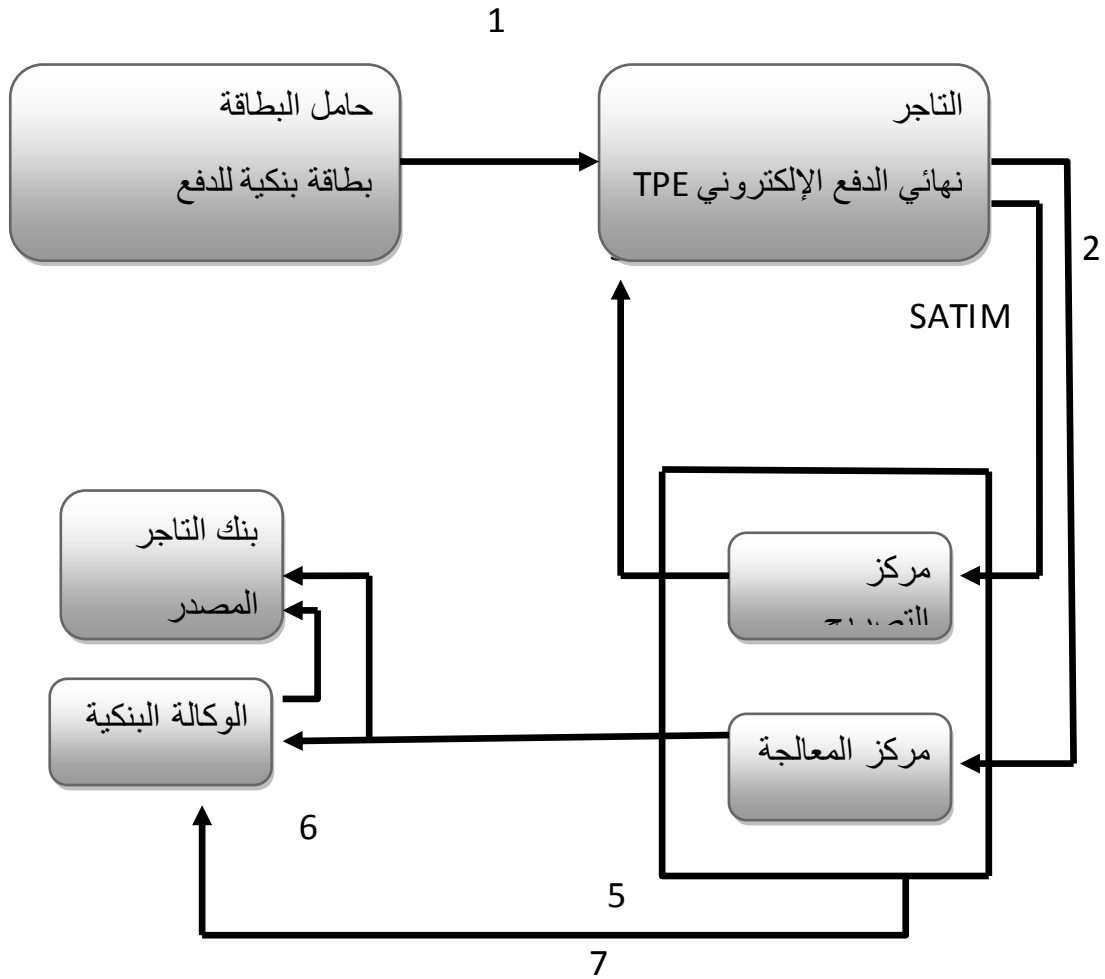 1
حامل البطاقة
بطاقة بنكية للدفع
التاجر
نهائي الدفع الإلكتروني TPE
2
SATIM
بنك التاجر
المصدر
مركز
الوكالة البنكية
مركز المعالجة
6
5
7